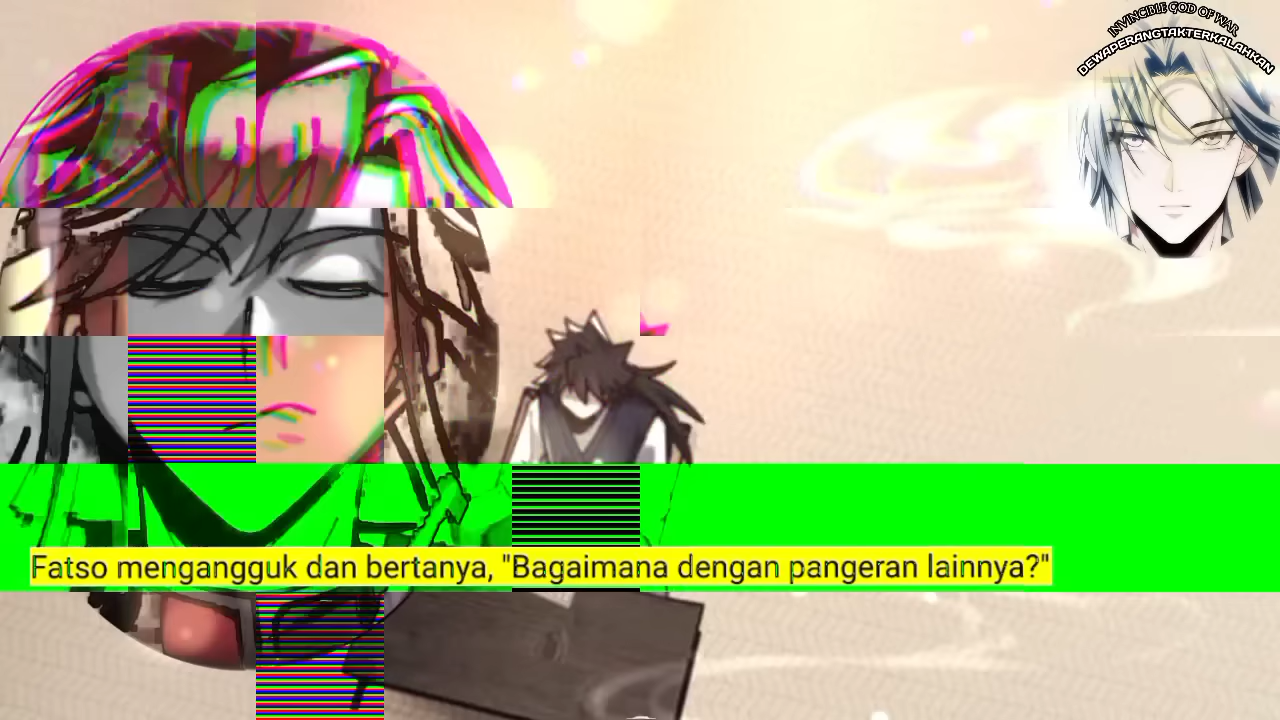 INVINCIBLE GOD OF WAR
DEWAPERANGTAKTERKALAHKAN
Fatso mengangguk dan bertanya, "Bagaimana dengan pangeran lainnya?"